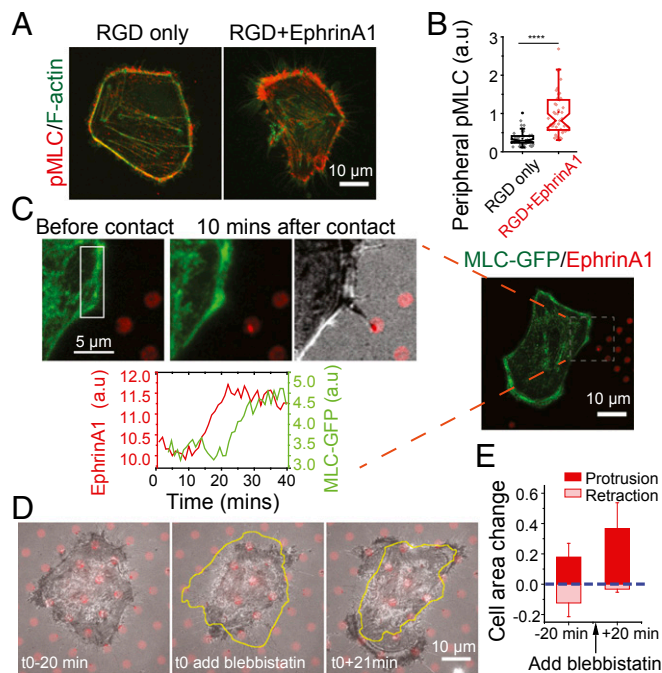 A
RGD only
RGD+EphrinA1
pMLC/F-actin
10 µm
B
Peripheral pMLC (a.u)
3
2
1
0
****
RGD only
RGD+EphrinA1
C
Before contact
10 mins after contact
5 µm
MLC-GFP/EphrinA1
10 µm
EphrinA1 (a.u)
12.0
11.5
11.0
10.5
10.0
5.0
4.5
4.0
3.5
3.0
MLC-GFP (a.u)
0 10 20 30 40
Time (mins)
D
t0-20 min
t0 add blebbistatin
t0+21min
10 µm
E
Protrusion
Retraction
Cell area change
0.6
0.4
0.2
0.0
-0.2
-20 min
+20 min
Add blebbistatin